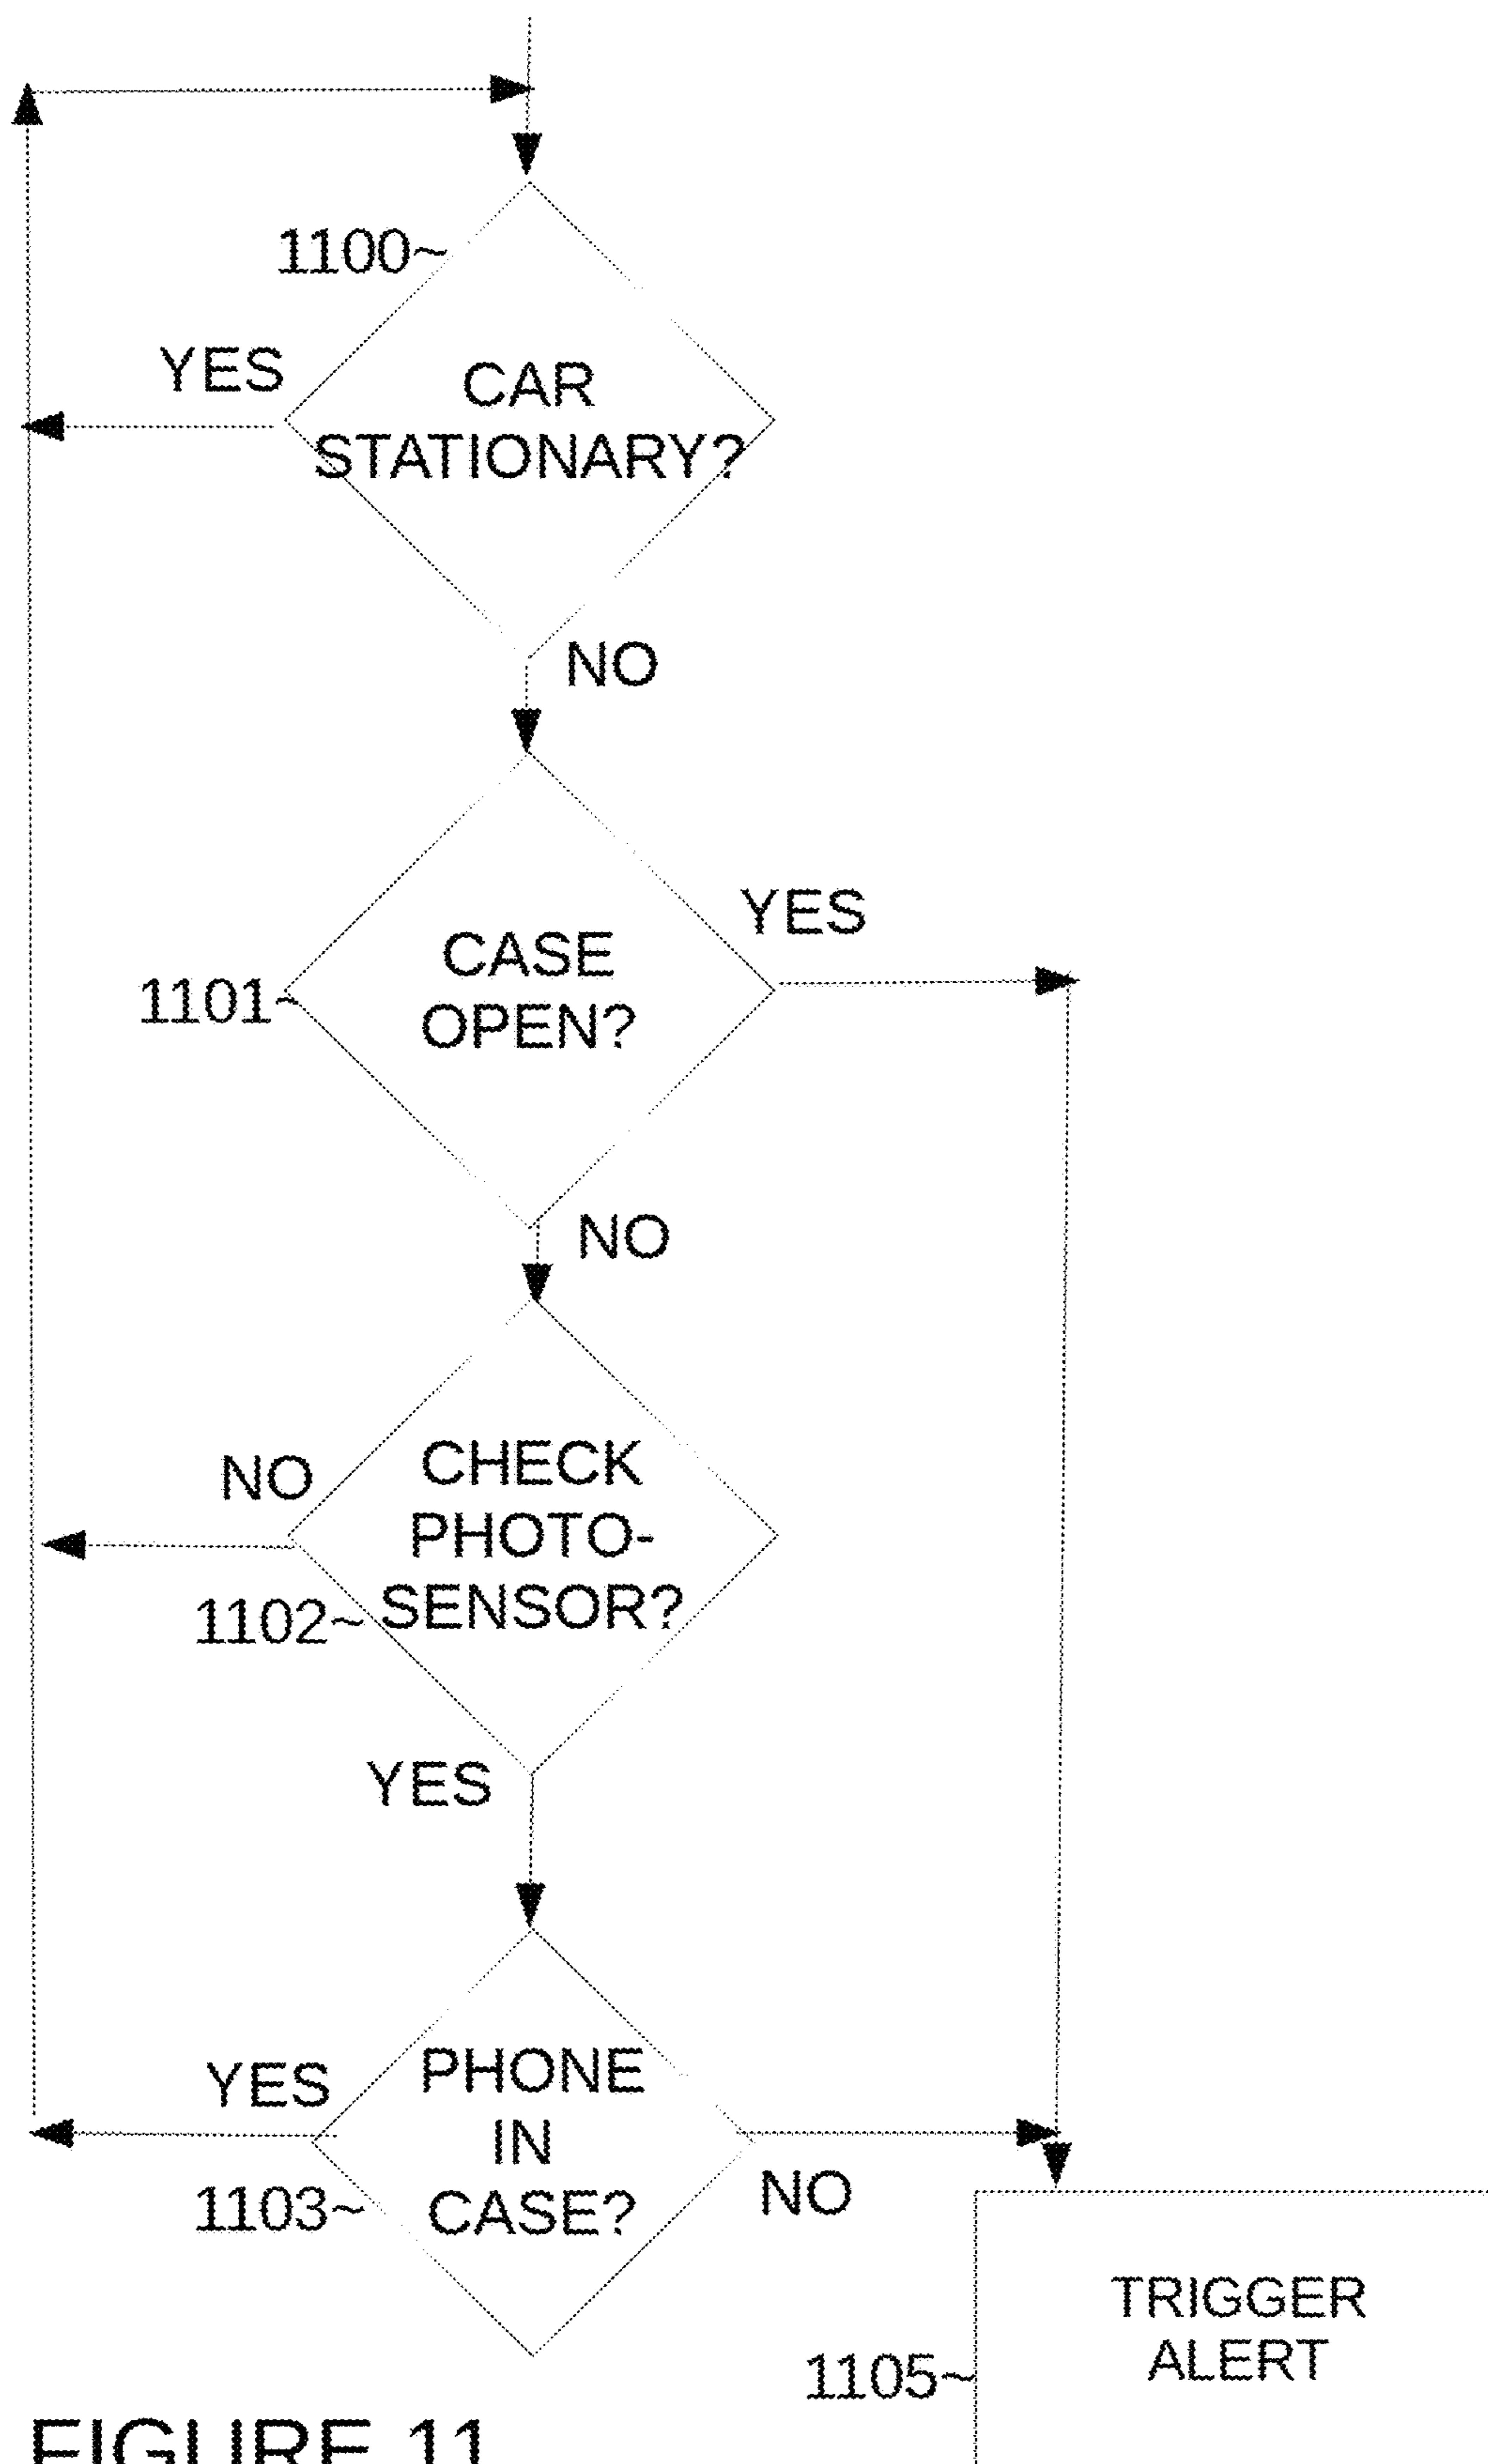 1100~
YES
CAR
STATIONARY?
NO
YES
CASE
OPEN?
1101~
NO
NO
CHECK
PHOTO-
SENSOR?
1102~
YES
YES
PHONE
IN
CASE?
1103~
NO
TRIGGER
ALERT
1105~
FIGURE 11